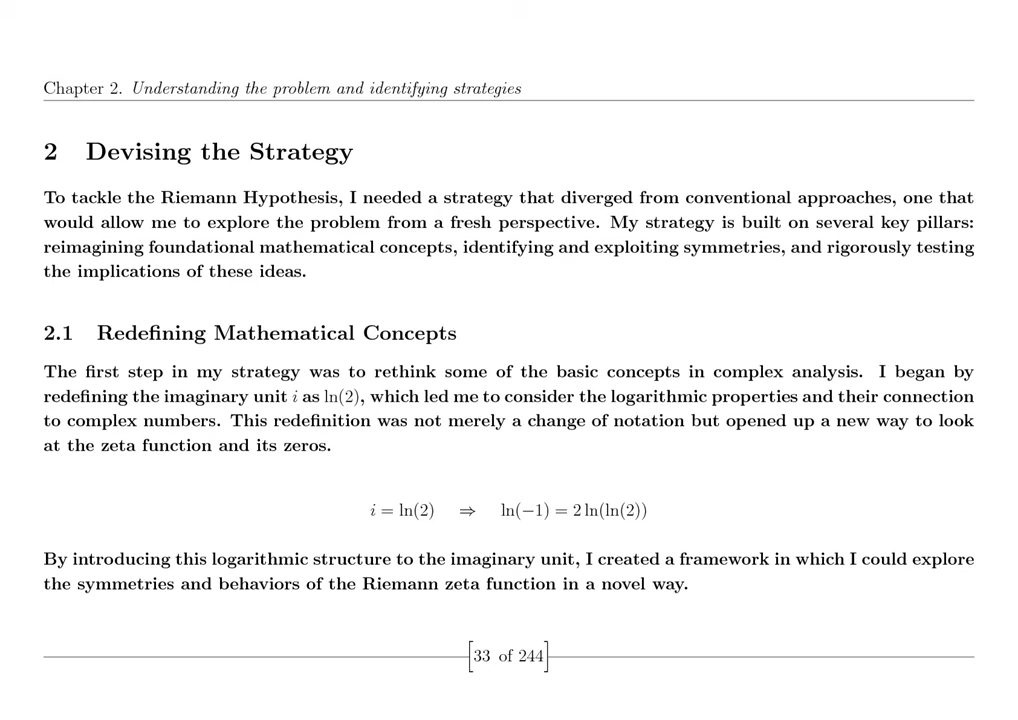 Chapter 2. Understanding the problem and identifying strategies
2 Devising the Strategy
To tackle the Riemann Hypothesis, I needed a strategy that diverged from conventional approaches, one that
would allow me to explore the problem from a fresh perspective. My strategy is built on several key pillars:
reimagining foundational mathematical concepts, identifying and exploiting symmetries, and rigorously testing
the implications of these ideas.
2.1 Redefining Mathematical Concepts
The first step in my strategy was to rethink some of the basic concepts in complex analysis. I began by
redefining the imaginary unit i as ln(2), which led me to consider the logarithmic properties and their connection
to complex numbers. This redefinition was not merely a change of notation but opened up a new way to look
at the zeta function and its zeros.
i = ln(2) ⇒ ln(−1) = 2 ln(ln(2))
By introducing this logarithmic structure to the imaginary unit, I created a framework in which I could explore
the symmetries and behaviors of the Riemann zeta function in a novel way.
[33 of 244]